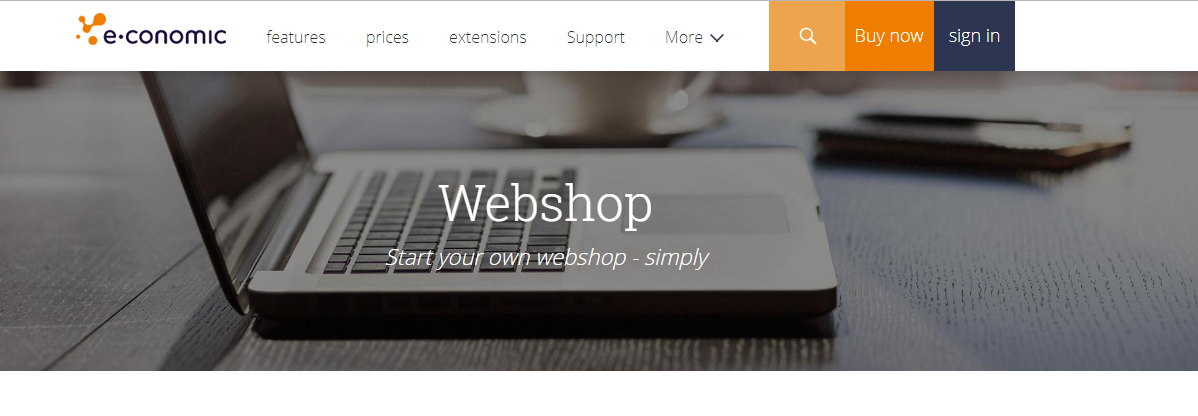 e·conomic
features
prices
extensions
Support
More
Buy now
sign in
Webshop
Start your own webshop - simply